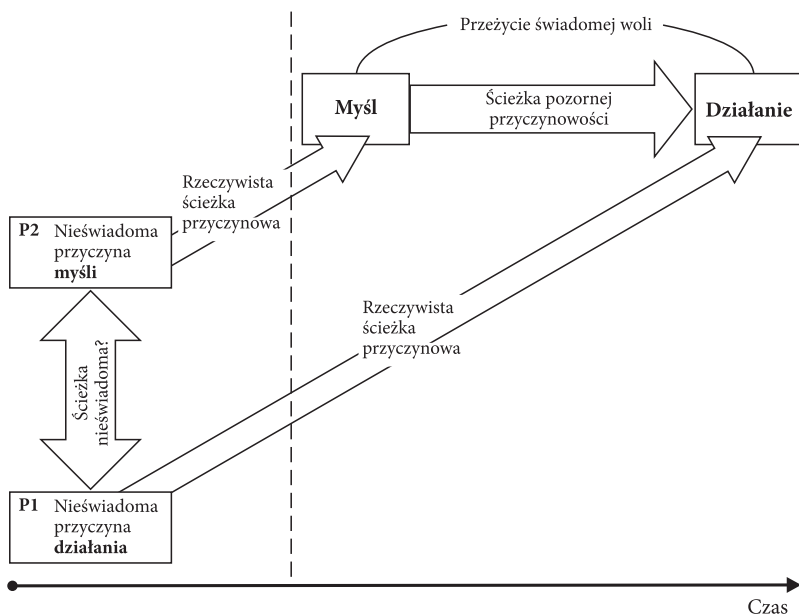 Przeżycie świadomej woli
Myśl
Ścieżka pozornej
przyczynowości
Działanie
Rzeczywista
ścieżka
przyczynowa
P2 Nieświadoma
przyczyna
myśli
Rzeczywista
ścieżka
przyczynowa
Ścieżka
nieświadoma?
P1 Nieświadoma
przyczyna
działania
Czas